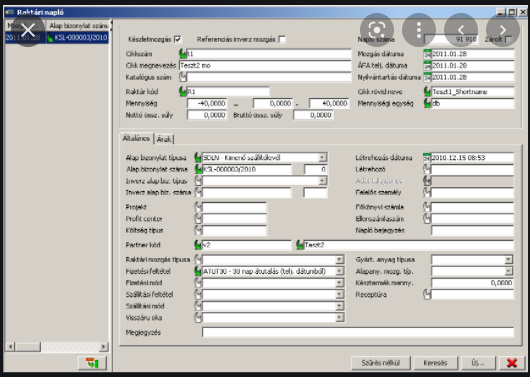 Raktári napló
Alap bizonylat száma
KSL-000003/2010
Készletmozgás
Referenciás inverz mozgás
Napló száma
91 910
Zárolt
Cikkszám
t1
Mozgás dátuma
2011.01.28
Cikk megnevezés
Teszt2 mo
ÁFA telj. dátuma
2011.01.28
Katalógus szám
Nyilvántartás dátuma
2011.01.28
Raktár kód
R1
Cikk rövid neve
Teszt1_Shortname
Mennyiség
-40,0000
=
0,0000
-
40,0000
Mennyiségi egység
db
Nettó össz. súly
0,0000
Bruttó össz. súly
0,0000
Általános
Árak
Alap bizonylat típusa
SDLN - Kimenő szállítólevél
Létrehozás dátuma
2010.12.15 08:53
Alap bizonylat száma
KSL-000003/2010
0
Létrehozó
Inverz alap biz. típus
Inverz alap biz. száma
Felelős személy
Projekt
Főkönyvi számla
Profit center
Ellenszámlaszám
Költség típus
Napló bejegyzés
Partner kód
v2
Teszt2
Raktári mozgás típusa
Gyárt. anyag típusa
Fizetési feltétel
ATUT30 - 30 nap átutalás (telj. dátumból)
Alapany. mozg. tip.
Fizetési mód
Késztermék menny.
0,0000
Szállítási feltétel
Receptúra
Szállítási mód
Visszáru oka
Megjegyzés
Szűrés nélkül
Keresés
Új...